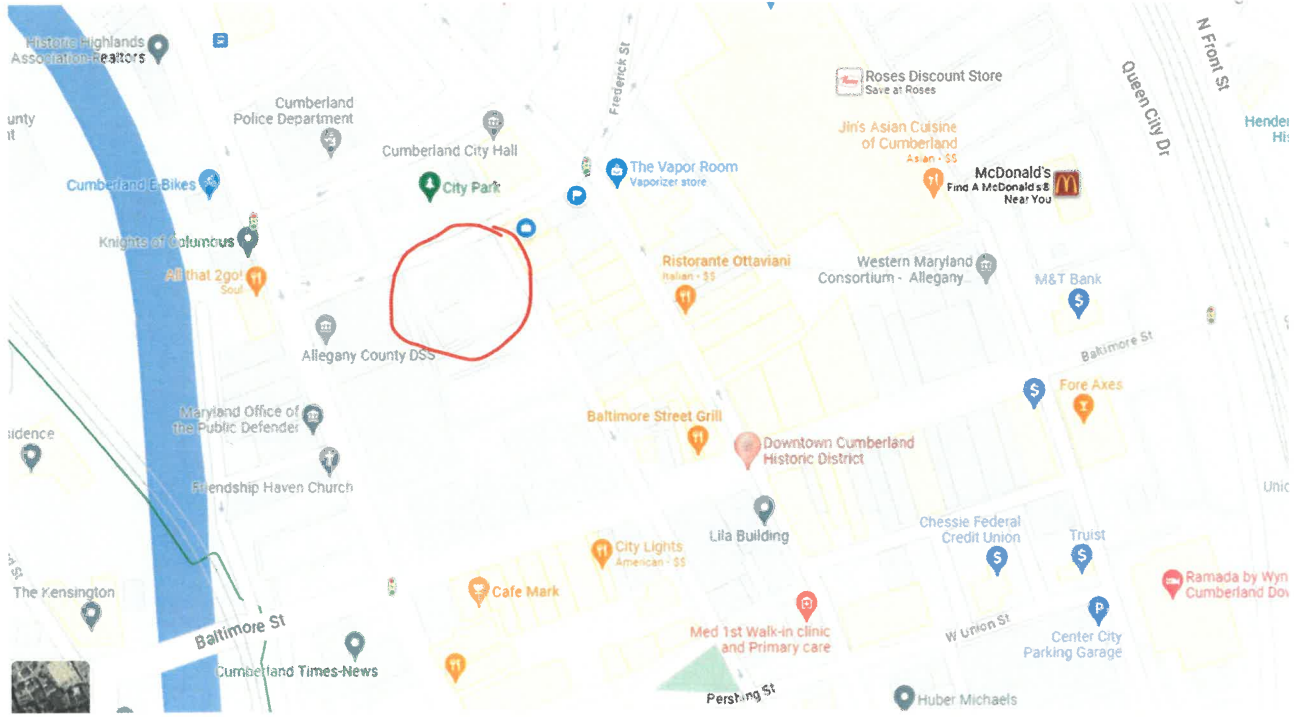 Historic Highlands
Association-Realtors
Frederick St
N Front St
Queen City Dr
Roses Discount Store
Save at Roses
Cumberland
Police Department
Cumberland City Hall
Jin's Asian Cuisine
of Cumberland
Asian - $$
McDonald's
Find A McDonald's®
Near You
The Vapor Room
Vaporizer store
Cumberland E-Bikes
City Park
Knights of Columbus
All that 2go!
Soul
Ristorante Ottaviani
Italian - $$
Western Maryland
Consortium - Allegany...
M&T Bank
Allegany County DSS
Baltimore St
Fore Axes
Maryland Office of
the Public Defender
Baltimore Street Grill
Downtown Cumberland
Historic District
Friendship Haven Church
Lila Building
Chessie Federal
Credit Union
Truist
City Lights
American - $$
The Kensington
Cafe Mark
Ramada by Wyn
Cumberland Dov
P
Baltimore St
Med 1st Walk-in clinic
and Primary care
W Union St
Center City
Parking Garage
Cumberland Times-News
Pershing St
Huber Michaels